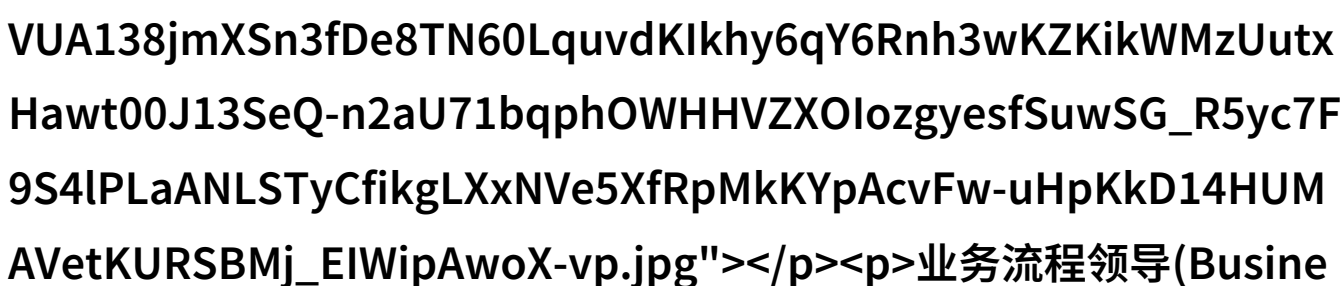 VUA138jmXSn3fDe8TN60LquvdKIkhy6qY6Rnh3wKZKikWMzUutx
Hawt00J13SeQ-n2aU71bqphOWHHVZXOIozgyesfSuwSG_R5yc7F
9S4lPLaANLSTyCfikgLXxNVe5XfRpMkKYpAcvFw-uHpKkD14HUM
AVetKURSBMj_EIWipAwoX-vp.jpg"></p><p>业务流程领导(Busine